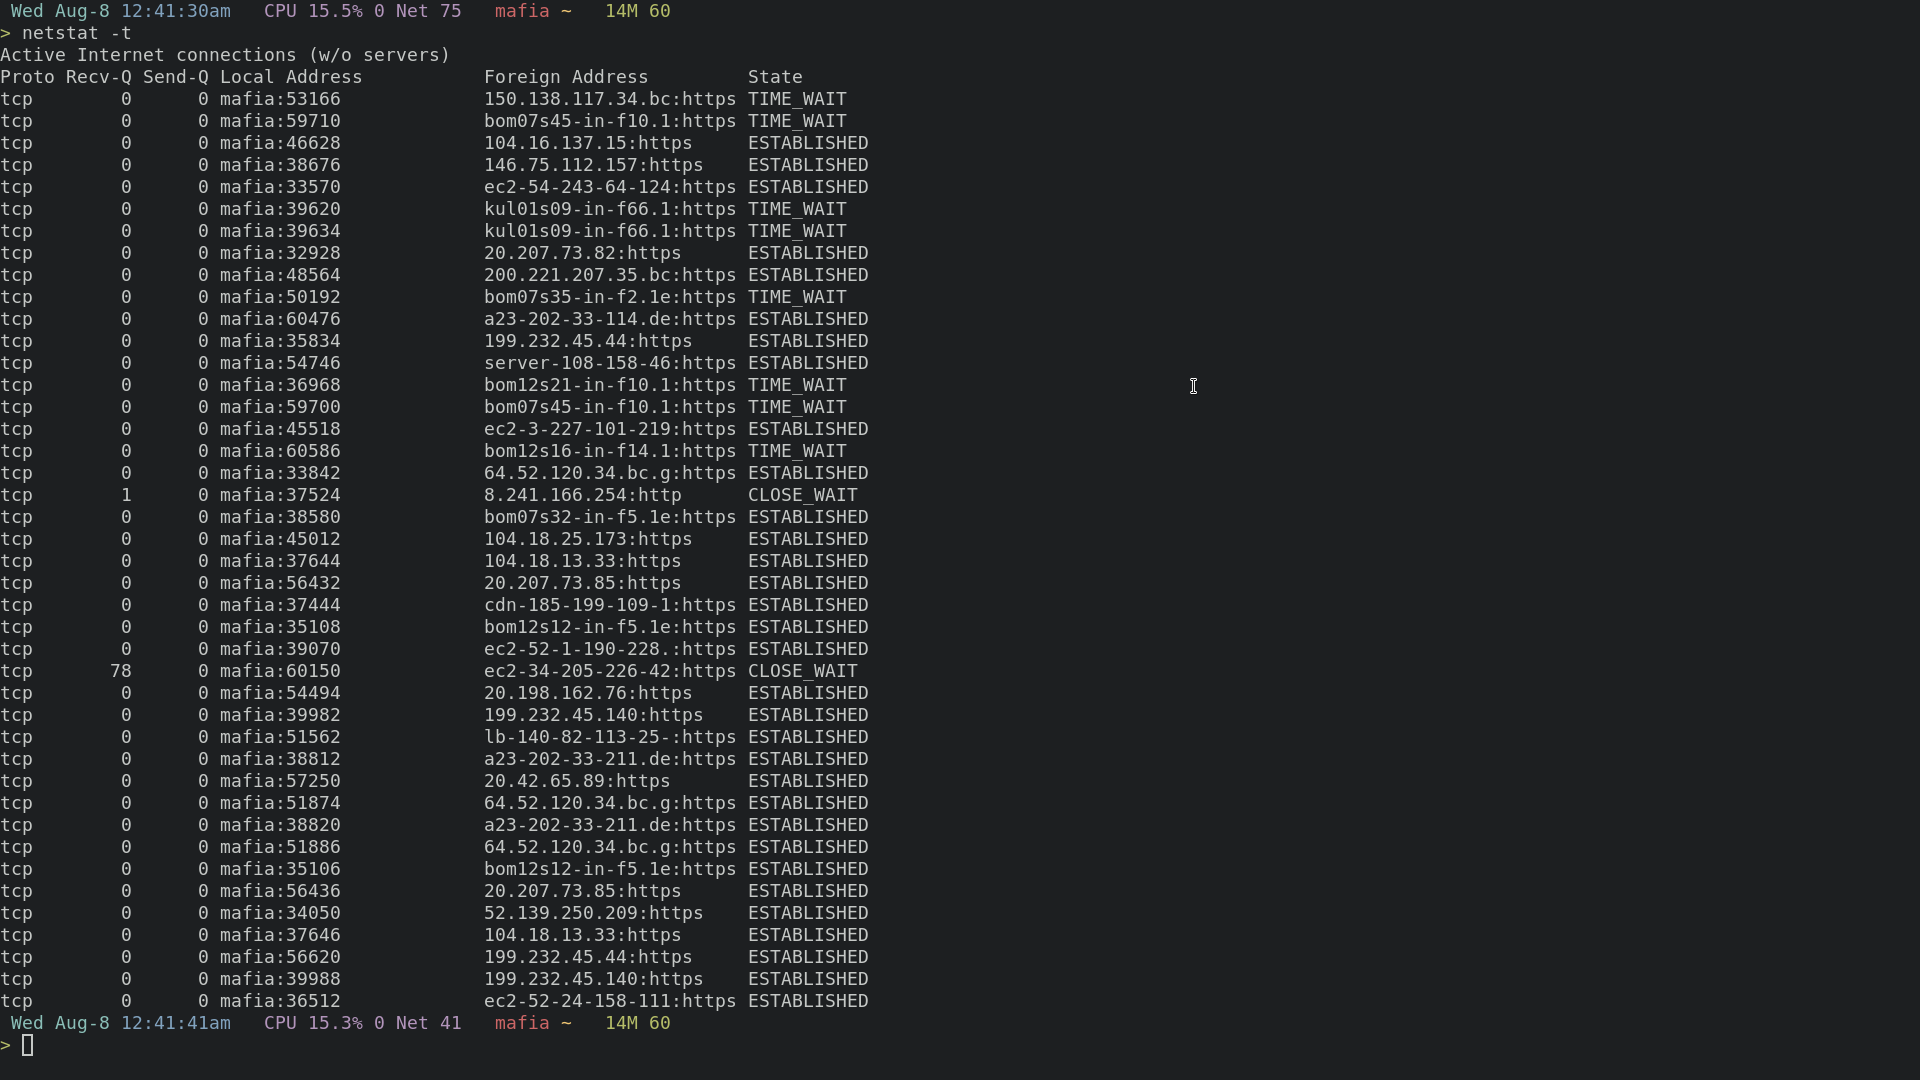 Wed Aug-8 12:41:30am   CPU 15.5% 0 Net 75   mafia ~   14M 60
> netstat -t
Active Internet connections (w/o servers)
Proto Recv-Q Send-Q Local Address           Foreign Address         State
tcp        0      0 mafia:53166             150.138.117.34.bc:https TIME_WAIT
tcp        0      0 mafia:59710             bom07s45-in-f10.1:https TIME_WAIT
tcp        0      0 mafia:46628             104.16.137.15:https     ESTABLISHED
tcp        0      0 mafia:38676             146.75.112.157:https    ESTABLISHED
tcp        0      0 mafia:33570             ec2-54-243-64-124:https ESTABLISHED
tcp        0      0 mafia:39620             kul01s09-in-f66.1:https TIME_WAIT
tcp        0      0 mafia:39634             kul01s09-in-f66.1:https TIME_WAIT
tcp        0      0 mafia:32928             20.207.73.82:https      ESTABLISHED
tcp        0      0 mafia:48564             200.221.207.35.bc:https ESTABLISHED
tcp        0      0 mafia:50192             bom07s35-in-f2.1e:https TIME_WAIT
tcp        0      0 mafia:60476             a23-202-33-114.de:https ESTABLISHED
tcp        0      0 mafia:35834             199.232.45.44:https     ESTABLISHED
tcp        0      0 mafia:54746             server-108-158-46:https ESTABLISHED
tcp        0      0 mafia:36968             bom12s21-in-f10.1:https TIME_WAIT
tcp        0      0 mafia:59700             bom07s45-in-f10.1:https TIME_WAIT
tcp        0      0 mafia:45518             ec2-3-227-101-219:https ESTABLISHED
tcp        0      0 mafia:60586             bom12s16-in-f14.1:https TIME_WAIT
tcp        0      0 mafia:33842             64.52.120.34.bc.g:https ESTABLISHED
tcp        1      0 mafia:37524             8.241.166.254:http      CLOSE_WAIT
tcp        0      0 mafia:38580             bom07s32-in-f5.1e:https ESTABLISHED
tcp        0      0 mafia:45012             104.18.25.173:https     ESTABLISHED
tcp        0      0 mafia:37644             104.18.13.33:https      ESTABLISHED
tcp        0      0 mafia:56432             20.207.73.85:https      ESTABLISHED
tcp        0      0 mafia:37444             cdn-185-199-109-1:https ESTABLISHED
tcp        0      0 mafia:35108             bom12s12-in-f5.1e:https ESTABLISHED
tcp        0      0 mafia:39070             ec2-52-1-190-228.:https ESTABLISHED
tcp       78      0 mafia:60150             ec2-34-205-226-42:https CLOSE_WAIT
tcp        0      0 mafia:54494             20.198.162.76:https     ESTABLISHED
tcp        0      0 mafia:39982             199.232.45.140:https    ESTABLISHED
tcp        0      0 mafia:51562             lb-140-82-113-25-:https ESTABLISHED
tcp        0      0 mafia:38812             a23-202-33-211.de:https ESTABLISHED
tcp        0      0 mafia:57250             20.42.65.89:https       ESTABLISHED
tcp        0      0 mafia:51874             64.52.120.34.bc.g:https ESTABLISHED
tcp        0      0 mafia:38820             a23-202-33-211.de:https ESTABLISHED
tcp        0      0 mafia:51886             64.52.120.34.bc.g:https ESTABLISHED
tcp        0      0 mafia:35106             bom12s12-in-f5.1e:https ESTABLISHED
tcp        0      0 mafia:56436             20.207.73.85:https      ESTABLISHED
tcp        0      0 mafia:34050             52.139.250.209:https    ESTABLISHED
tcp        0      0 mafia:37646             104.18.13.33:https      ESTABLISHED
tcp        0      0 mafia:56620             199.232.45.44:https     ESTABLISHED
tcp        0      0 mafia:39988             199.232.45.140:https    ESTABLISHED
tcp        0      0 mafia:36512             ec2-52-24-158-111:https ESTABLISHED
Wed Aug-8 12:41:41am   CPU 15.3% 0 Net 41   mafia ~   14M 60
>